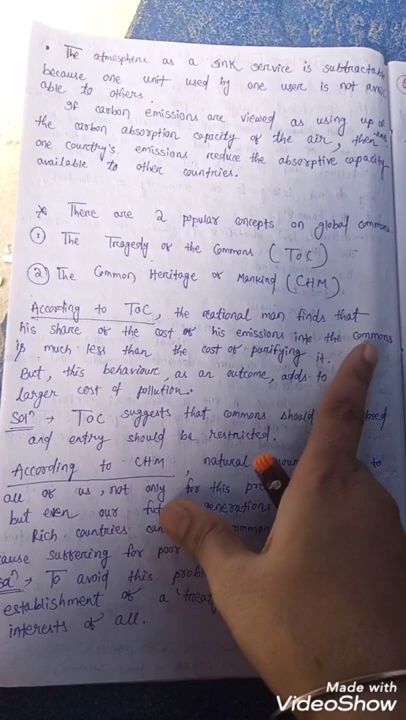 • The atmosphere as a sink service is
because one unit used by one user is not
able to others.
If carbon emissions are viewed as using up of
the carbon absorption capacity of the air, then
one country's emissions reduce the absorptive capacity
available to other countries.
* There are 2 popular concepts on global commons
① The Tragedy of the Commons (TOC)
② The Common Heritage of Mankind (CHM).
According to TOC, the rational man finds that
his share of the cost of his emissions into the commons
is much less than the cost of purifying it.
But, this behaviour, as an outcome, adds to
larger cost of pollution.
Solⁿ → TOC suggests that commons should
and entry should be restricted.
According to CHM, natural to
all of us, not only for this
but even our generations
Rich countries
cause suffering for poor
Solⁿ → To avoid this
establishment of a
interests of all.
Made with
VideoShow